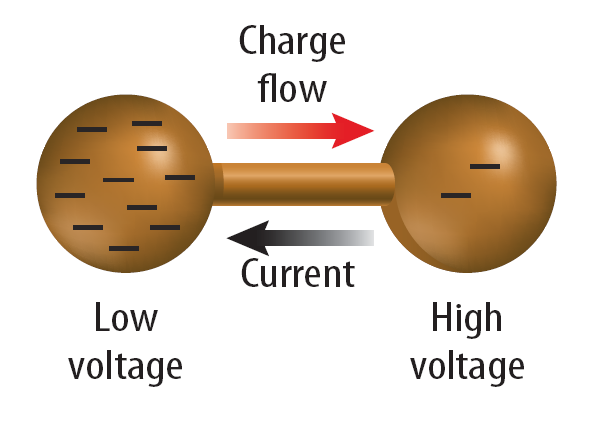 Charge
flow
Current
Low
voltage
High
voltage